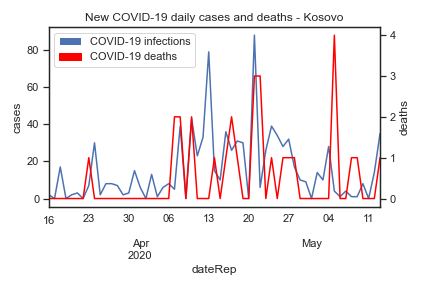 New COVID-19 daily cases and deaths - Kosovo
COVID-19 infections
COVID-19 deaths
cases
80
60
40
20
0
deaths
4
3
2
1
0
16 23 30 06 13 20 27 04 11
Apr May
2020
dateRep